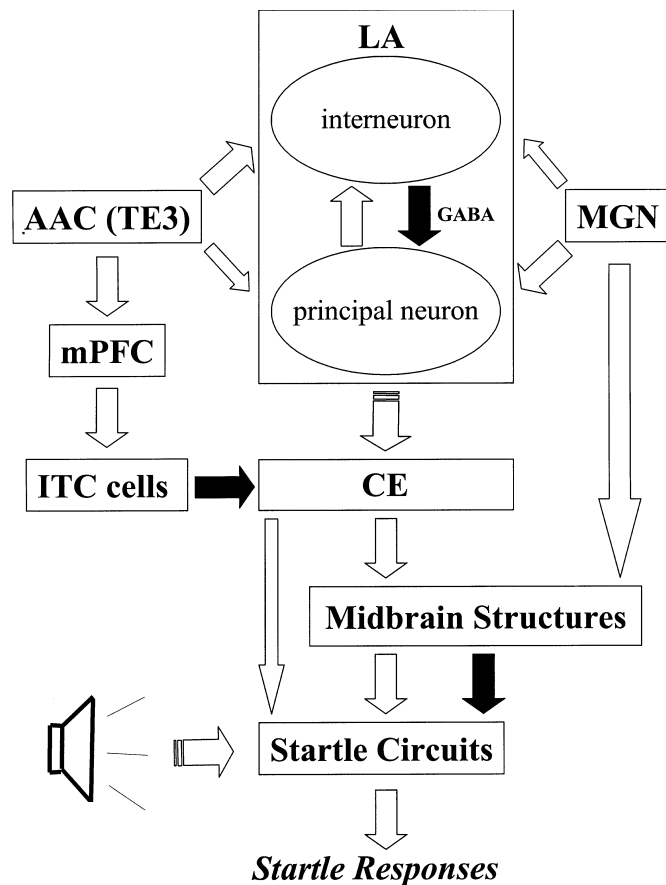 LA
interneuron
AAC (TE3)
GABA
MGN
principal neuron
mPFC
ITC cells
CE
Midbrain Structures
Startle Circuits
Startle Responses